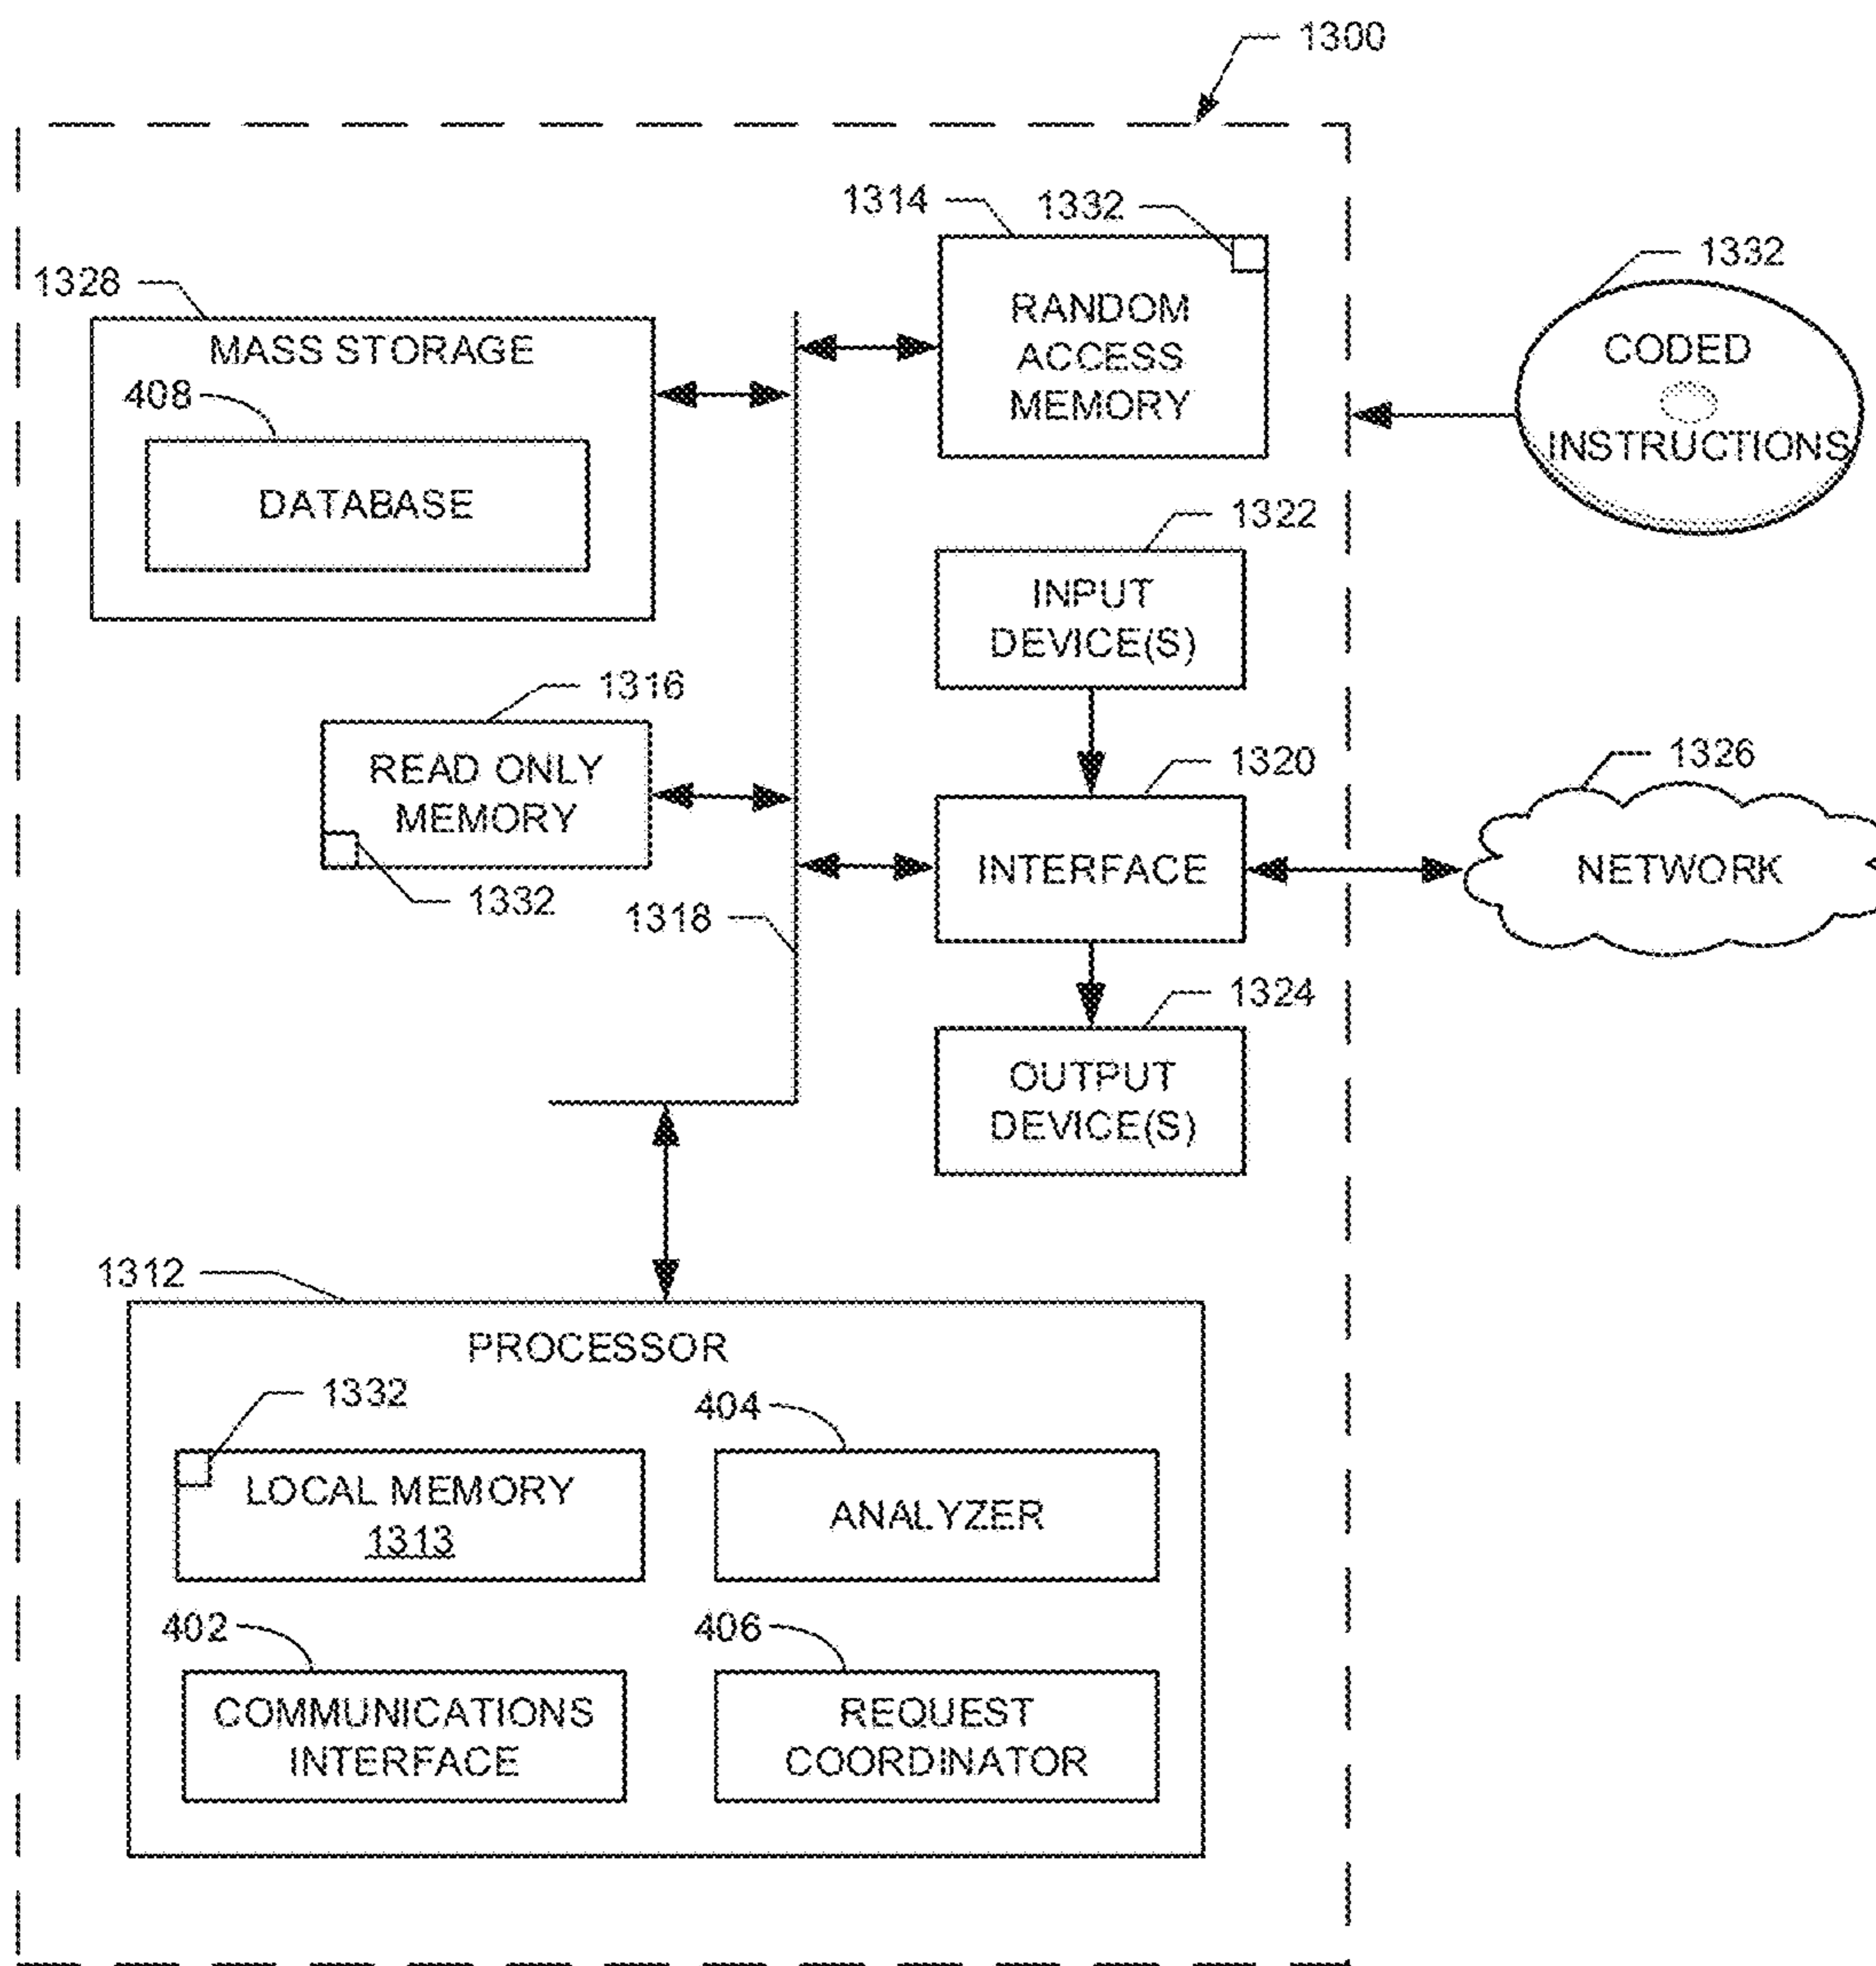 1300
1314
1332
RANDOM
ACCESS
MEMORY
1332
CODED
INSTRUCTIONS
1328
MASS STORAGE
408
DATABASE
1322
INPUT
DEVICE(S)
1316
READ ONLY
MEMORY
1332
1318
1320
INTERFACE
1326
NETWORK
1324
OUTPUT
DEVICE(S)
1312
PROCESSOR
1332
LOCAL MEMORY
1313
404
ANALYZER
402
COMMUNICATIONS
INTERFACE
406
REQUEST
COORDINATOR